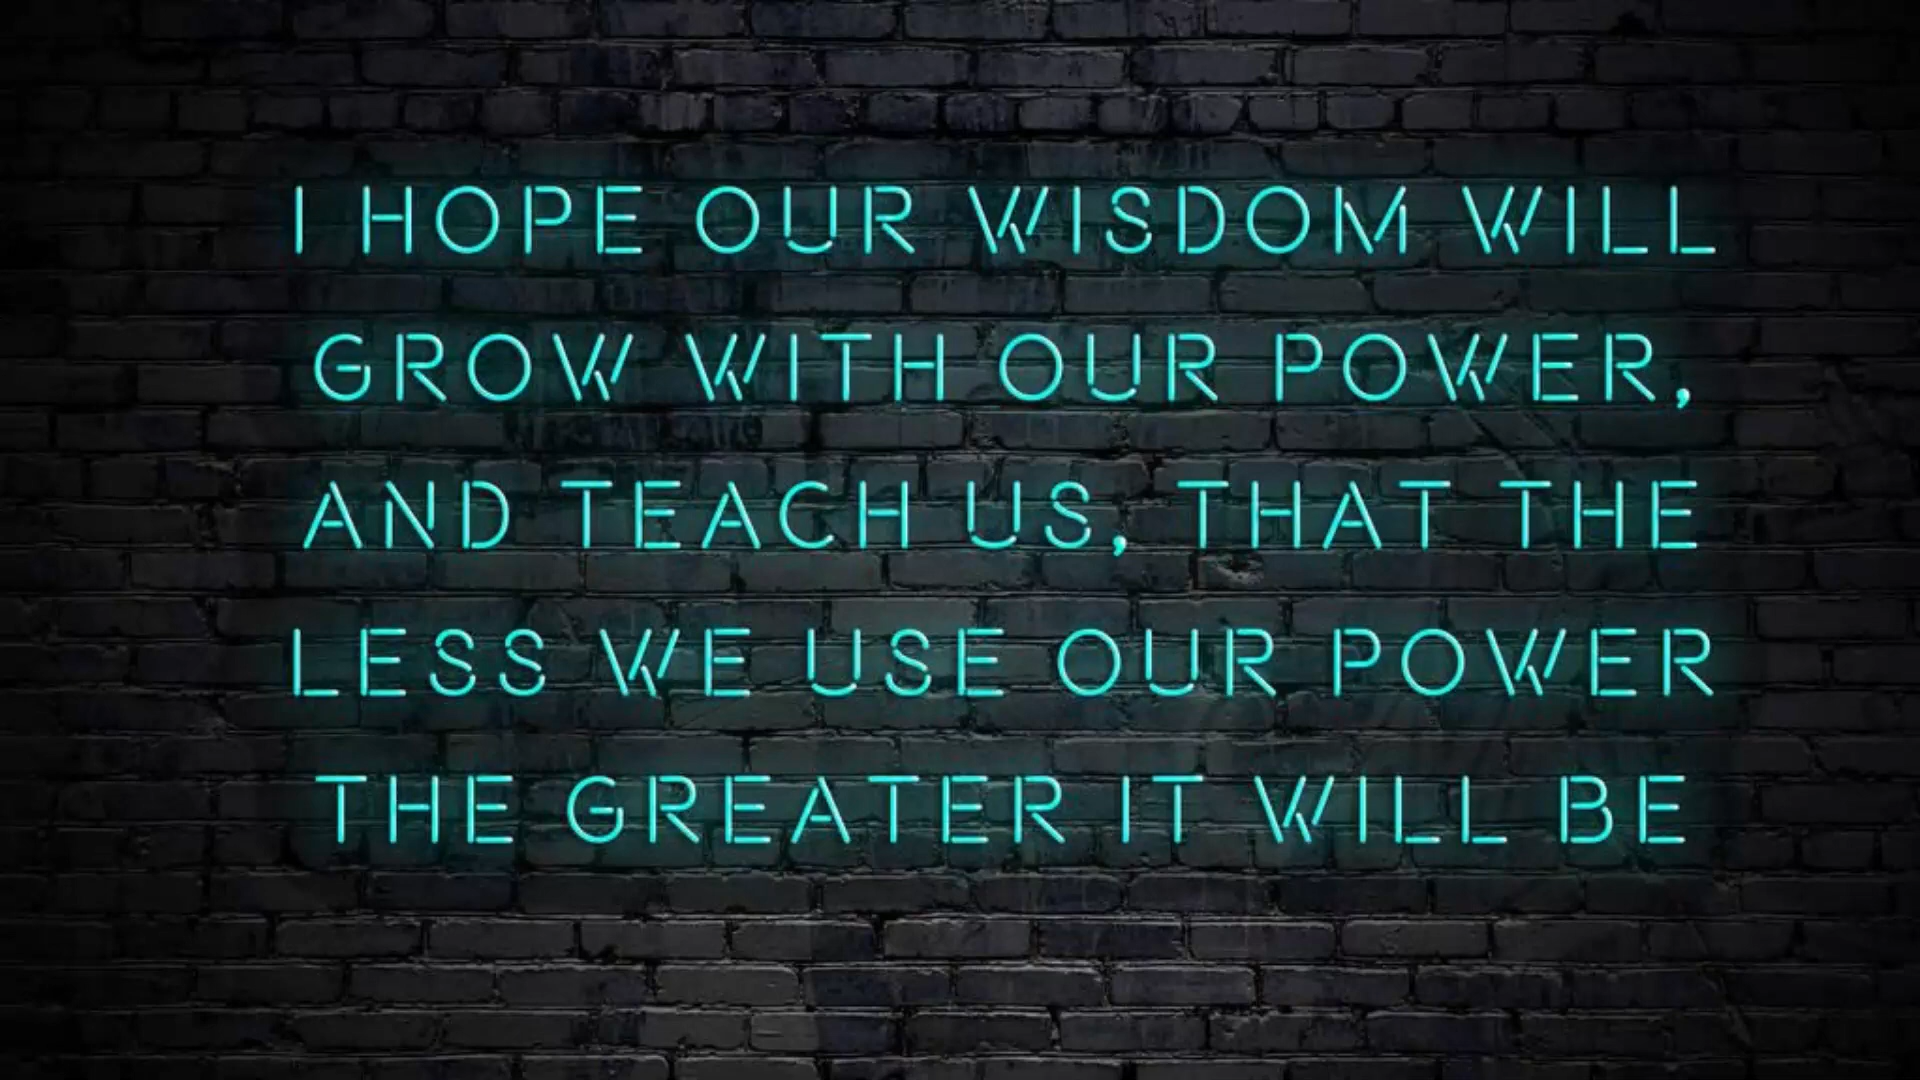 I HOPE OUR WISDOM WILL
GROW WITH OUR POWER,
AND TEACH US, THAT THE
LESS WE USE OUR POWER
THE GREATER IT WILL BE